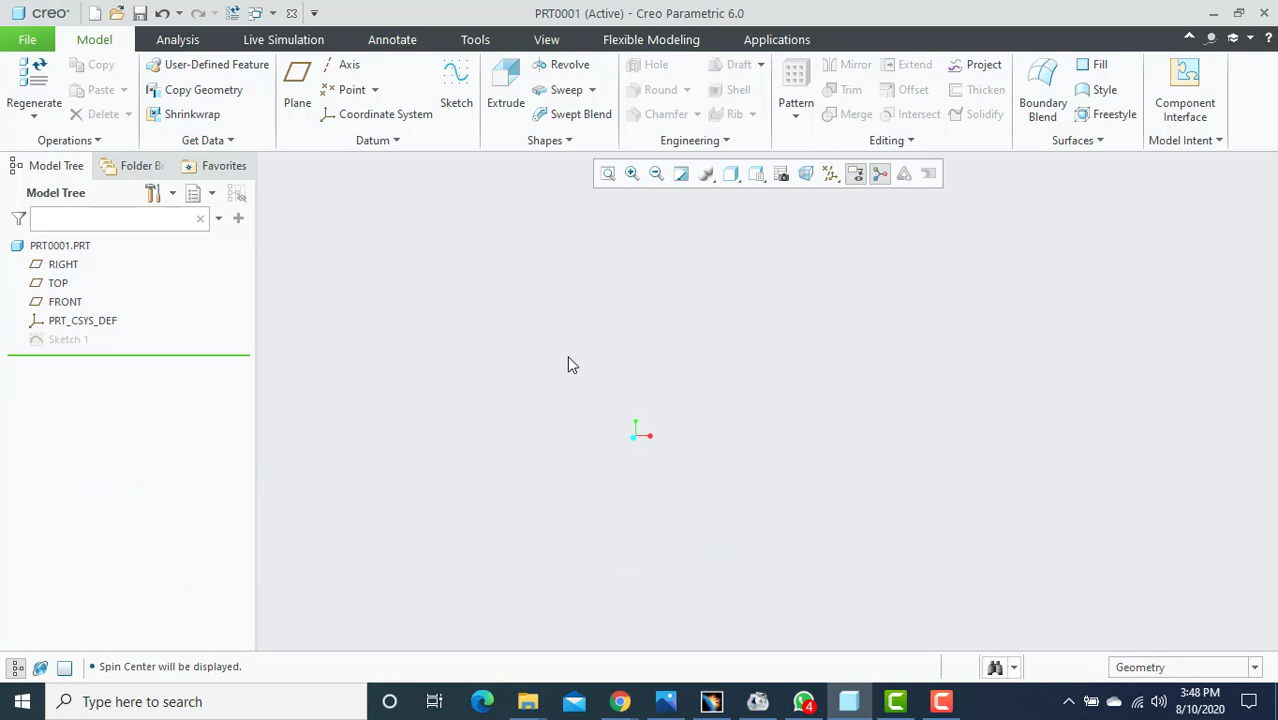 creo PRT0001 (Active) - Creo Parametric 6.0
File Model Analysis Live Simulation Annotate Tools View Flexible Modeling Applications
Regenerate
Copy
Paste
Delete
Operations
User-Defined Feature
Copy Geometry
Shrinkwrap
Get Data
Plane
Axis
Point
Coordinate System
Sketch
Datum
Extrude
Revolve
Sweep
Swept Blend
Shapes
Hole
Round
Chamfer
Draft
Shell
Rib
Engineering
Pattern
Mirror
Trim
Merge
Extend
Offset
Intersect
Project
Thicken
Solidify
Editing
Boundary
Blend
Fill
Style
Freestyle
Surfaces
Component
Interface
Model Intent
Model Tree Folder B Favorites
Model Tree
PRT0001.PRT
RIGHT
TOP
FRONT
PRT_CSYS_DEF
Sketch 1
• Spin Center will be displayed.
Geometry
Type here to search
4
3:48 PM
8/10/2020